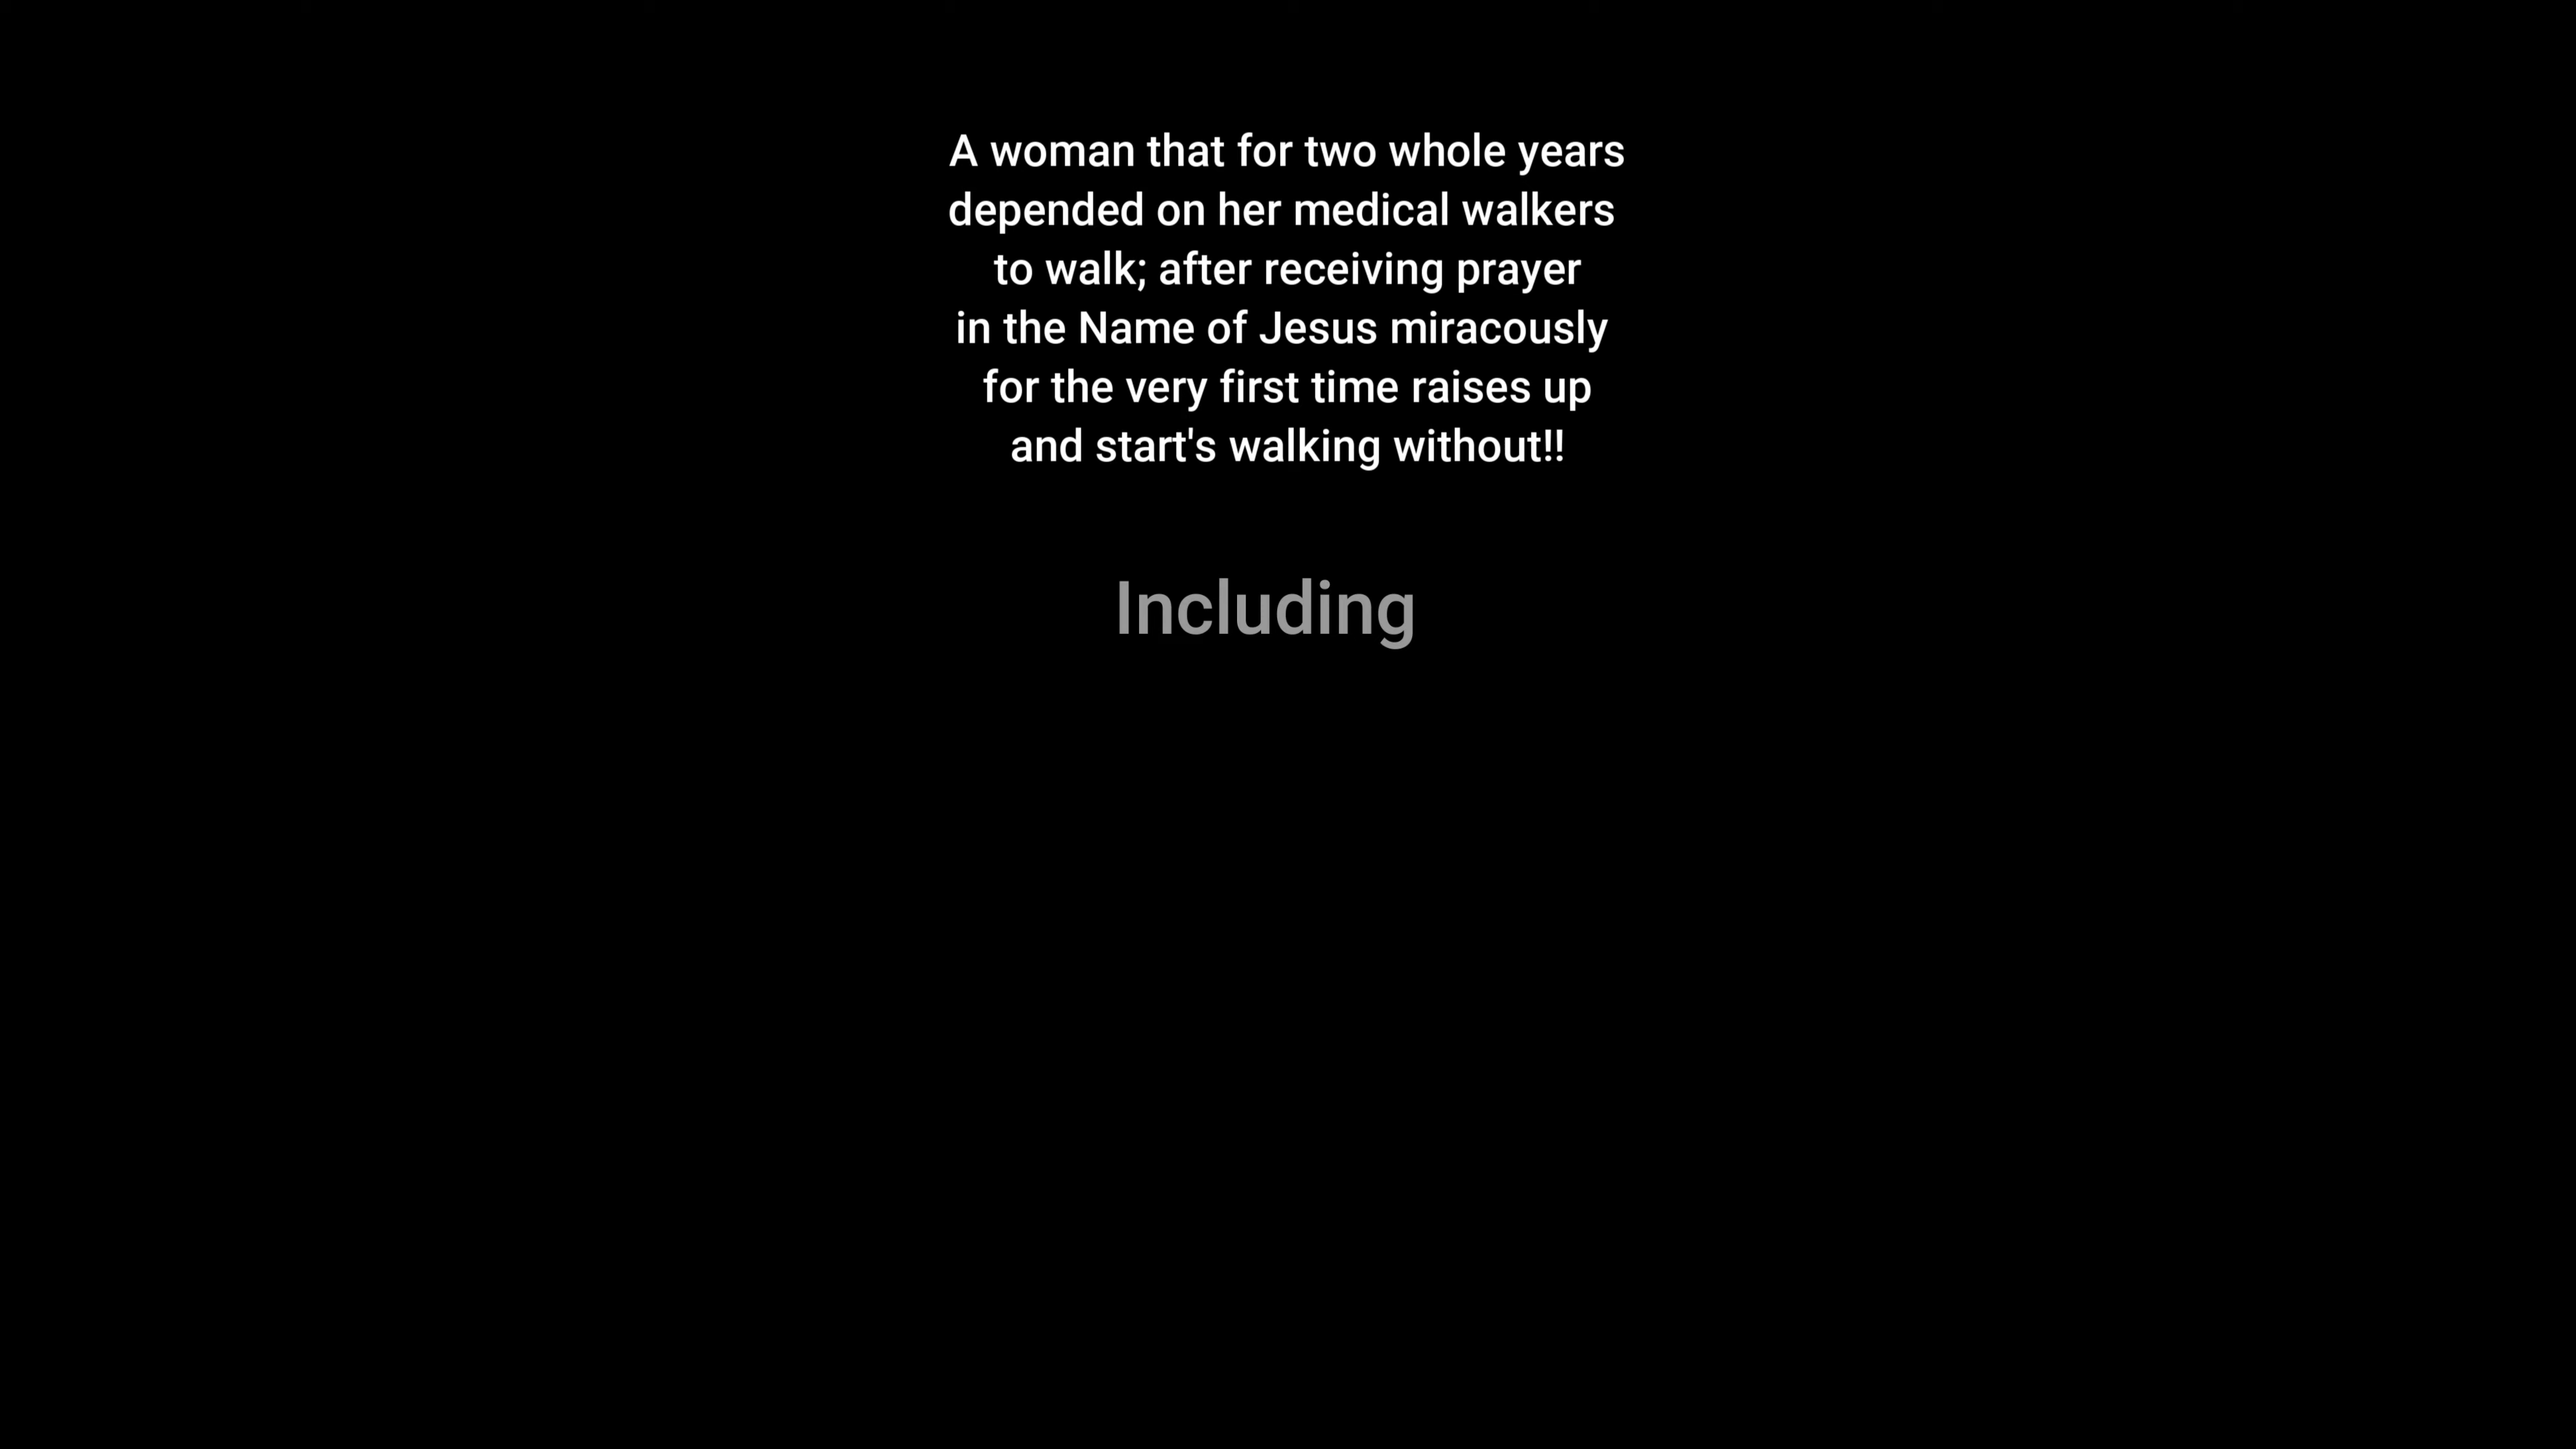 A woman that for two whole years
depended on her medical walkers
to walk; after receiving prayer
in the Name of Jesus miracously
for the very first time raises up
and start's walking without!!
Including